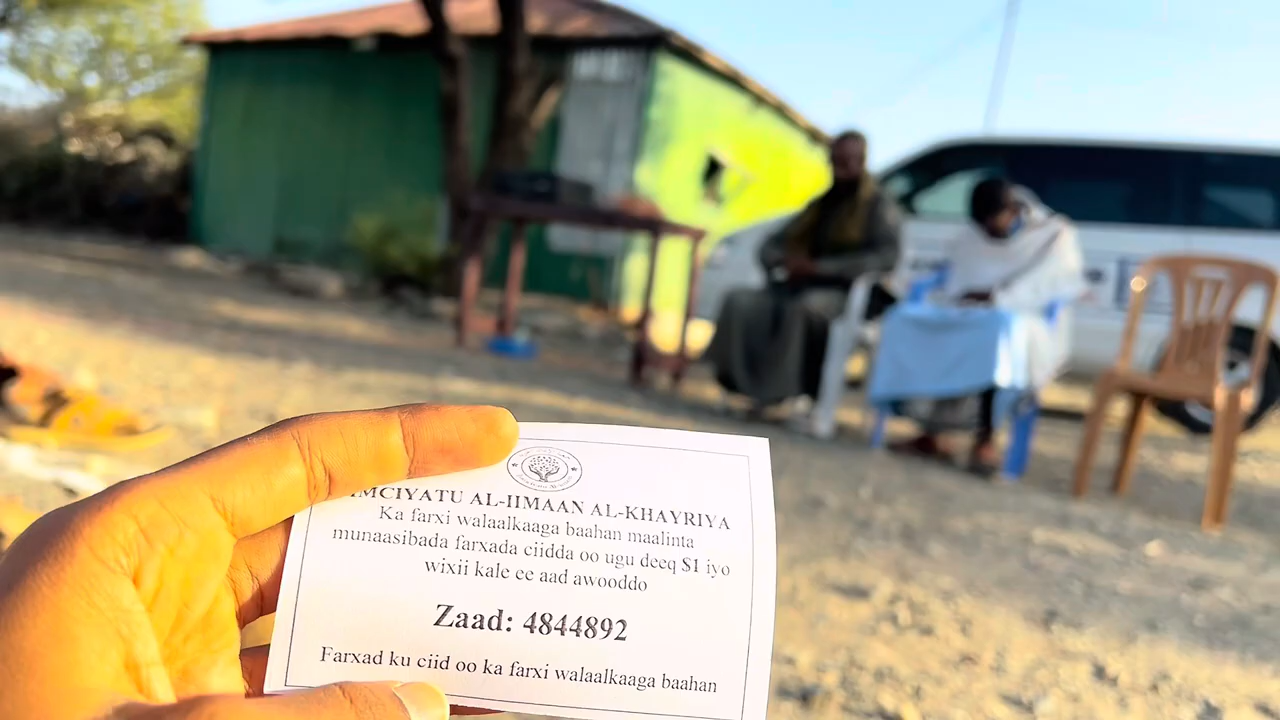 IMCIYATU AL-IIMAAN AL-KHAYRIYA
Ka farxi walaalkaaga baahan maalinta
munaasibada farxada ciidda oo ugu deeq $1 iyo
wixii kale ee aad awooddo
Zaad: 4844892
Farxad ku ciid oo ka farxi walaalkaaga baahan